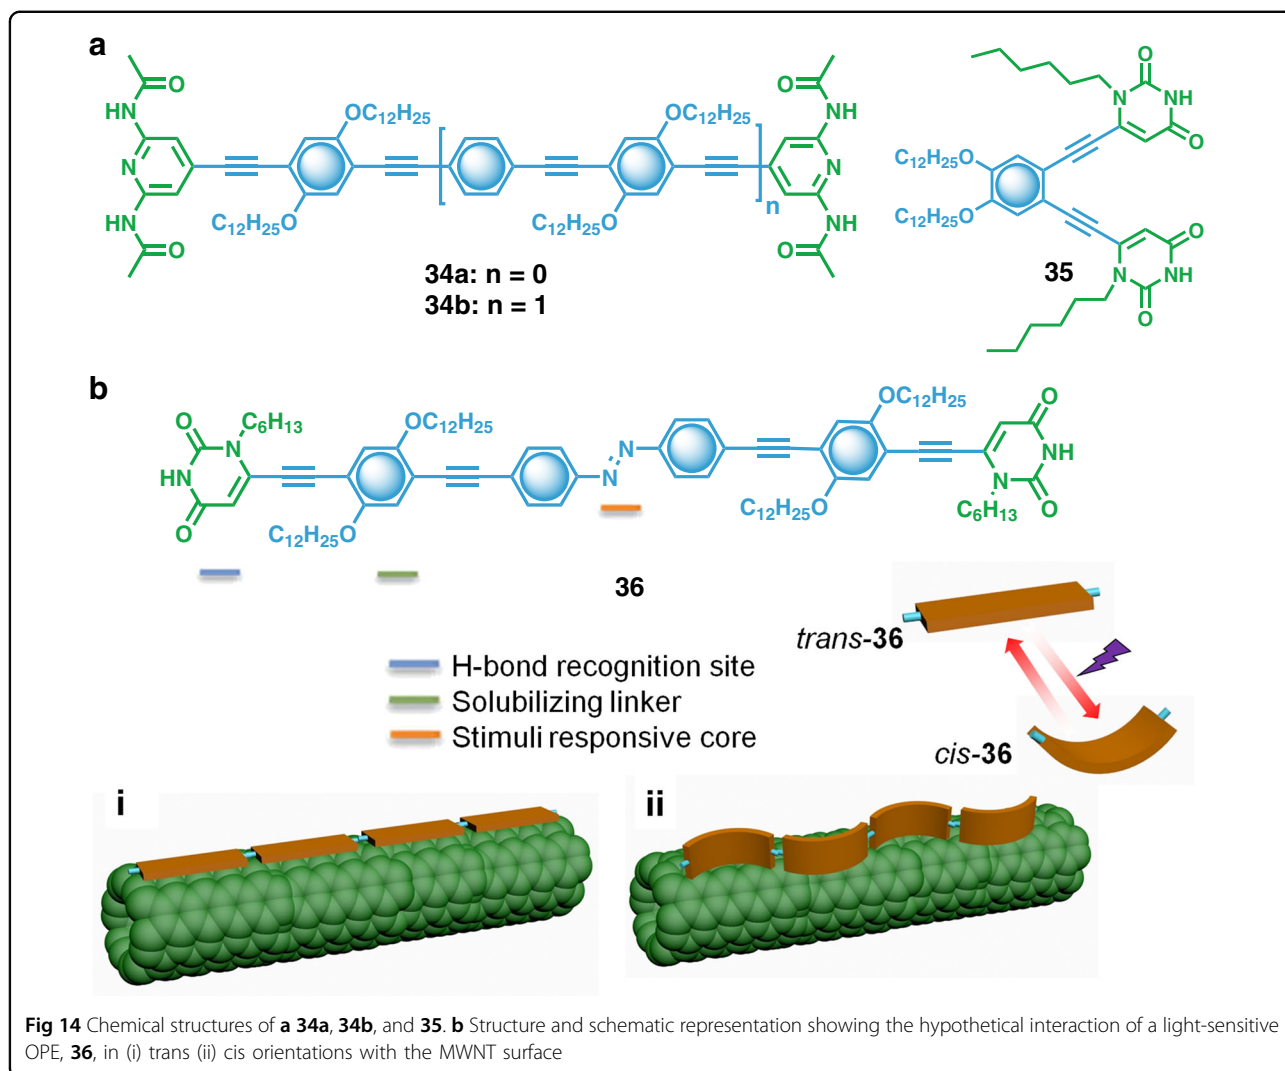 a
O
HN
N
HN
O
OC₁₂H₂₅
C₁₂H₂₅O
OC₁₂H₂₅
C₁₂H₂₅O
n
O
NH
N
NH
O
34a: n = 0
34b: n = 1
O
N
NH
O
C₁₂H₂₅O
C₁₂H₂₅O
O
N
NH
O
35
b
O
C₆H₁₃
N
HN
O
OC₁₂H₂₅
C₁₂H₂₅O
N
N
OC₁₂H₂₅
C₁₂H₂₅O
O
NH
N
O
C₆H₁₃
36
H-bond recognition site
Solubilizing linker
Stimuli responsive core
trans-36
cis-36
i
ii
Fig 14 Chemical structures of a 34a, 34b, and 35. b Structure and schematic representation showing the hypothetical interaction of a light-sensitive
OPE, 36, in (i) trans (ii) cis orientations with the MWNT surface